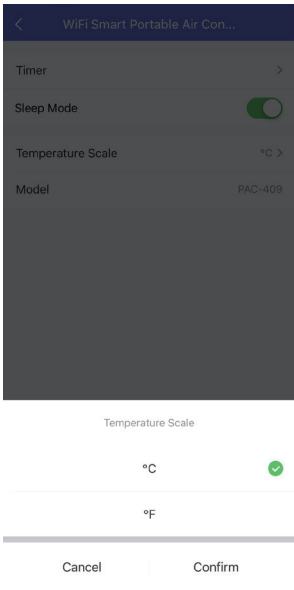 WiFi Smart Portable Air Con...
Timer
Sleep Mode
Temperature Scale °C
Model PAC-409
Temperature Scale
°C
°F
Cancel Confirm